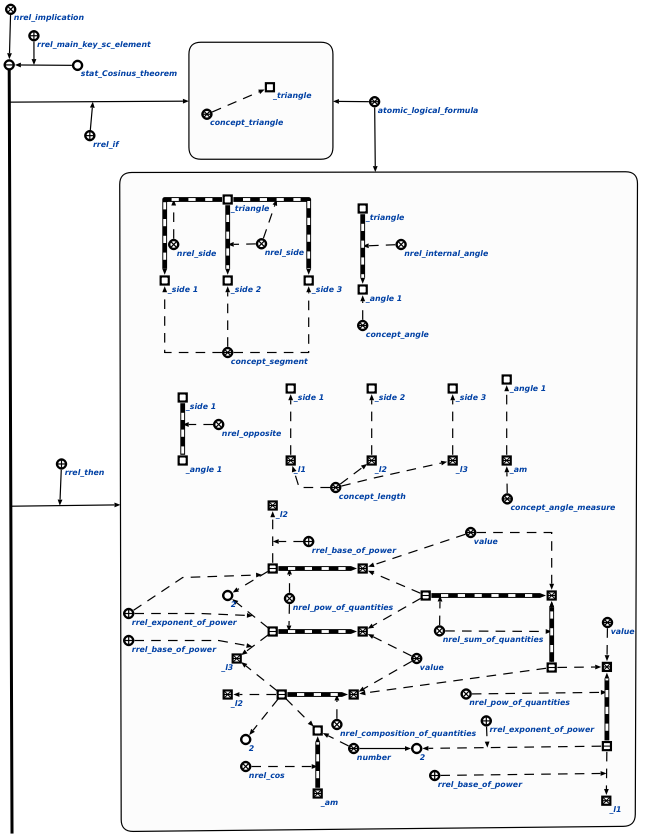 nrel_implication
rrel_main_key_sc_element
stat_Cosinus_theorem
_triangle
concept_triangle
atomic_logical_formula
rrel_if
_triangle
_triangle
nrel_side
nrel_side
nrel_internal_angle
_side 1
_side 2
_side 3
_angle 1
concept_angle
concept_segment
_side 1
_side 1
_side 2
_side 3
_angle 1
nrel_opposite
_angle 1
_l1
_l2
_l3
_am
rrel_then
concept_length
concept_angle_measure
_l2
value
rrel_base_of_power
2
nrel_pow_of_quantities
rrel_exponent_of_power
nrel_sum_of_quantities
value
rrel_base_of_power
_l3
value
_l2
nrel_pow_of_quantities
nrel_composition_of_quantities
rrel_exponent_of_power
2
number
2
nrel_cos
rrel_base_of_power
_am
_l1